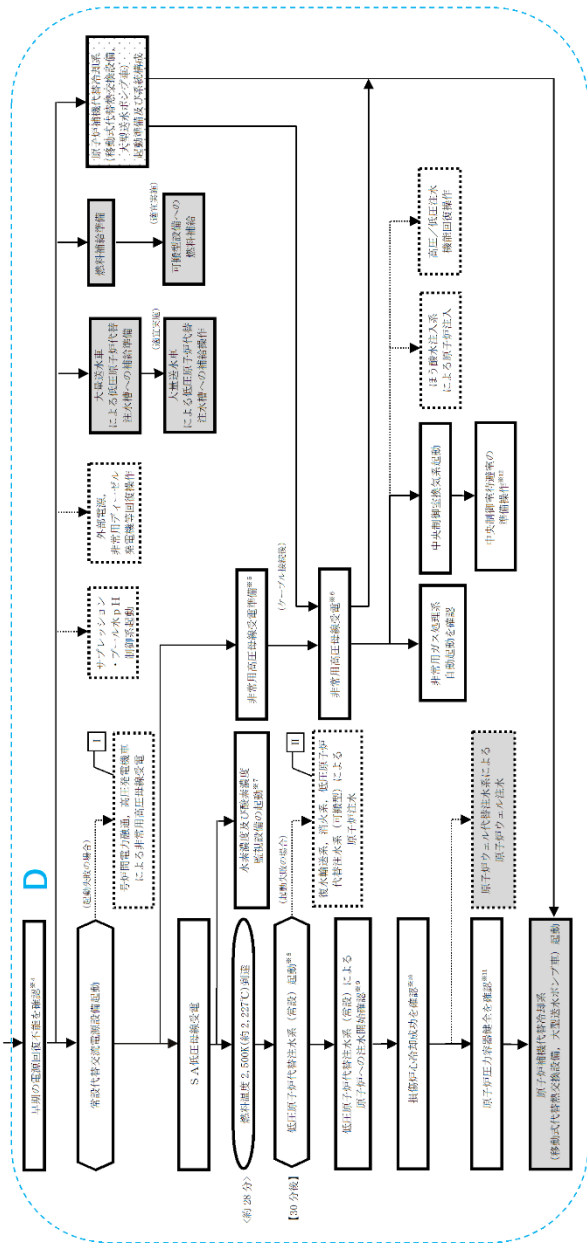 D
早期の電源回復不能を確認※4
常設代替交流電源設備起動
(起動失敗の場合)
I
号炉間電力融通,高圧発電機車
による非常用高圧母線受電
サプレッション
・プール水pH
制御系起動
外部電源,
非常用ディーゼル
発電機等回復操作
大量送水車
による低圧原子炉代替
注水槽への補給準備
(適宜実施)
大量送水車
による低圧原子炉代替
注水槽への補給操作
燃料補給準備
(適宜実施)
可搬型設備への
燃料補給
原子炉補機代替冷却系
(移動式代替熱交換設備,
大型送水ポンプ車)
起動準備及び系統構成
SA低圧母線受電
水素濃度及び酸素濃度
監視設備の起動※7
非常用高圧母線受電準備※5
(ケーブル接続後)
<約28分>
燃料温度2,500K(約2,227℃)到達
【30分後】
低圧原子炉代替注水系(常設)起動※8
(起動失敗の場合)
II
復水輸送系,消火系,低圧原子炉
代替注水系(可搬型)による
原子炉注水
非常用高圧母線受電※6
低圧原子炉代替注水系(常設)による
原子炉への注水開始確認※9
非常用ガス処理系
自動起動を確認
中央制御室換気系起動
中央制御室待避室の
準備操作※12
ほう酸水注入系
による原子炉注入
高圧/低圧注水
機能回復操作
損傷炉心冷却成功を確認※10
原子炉圧力容器健全を確認※11
原子炉ウェル代替注水系による
原子炉ウェル注水
原子炉補機代替冷却系
(移動式代替熱交換設備,大型送水ポンプ車)起動